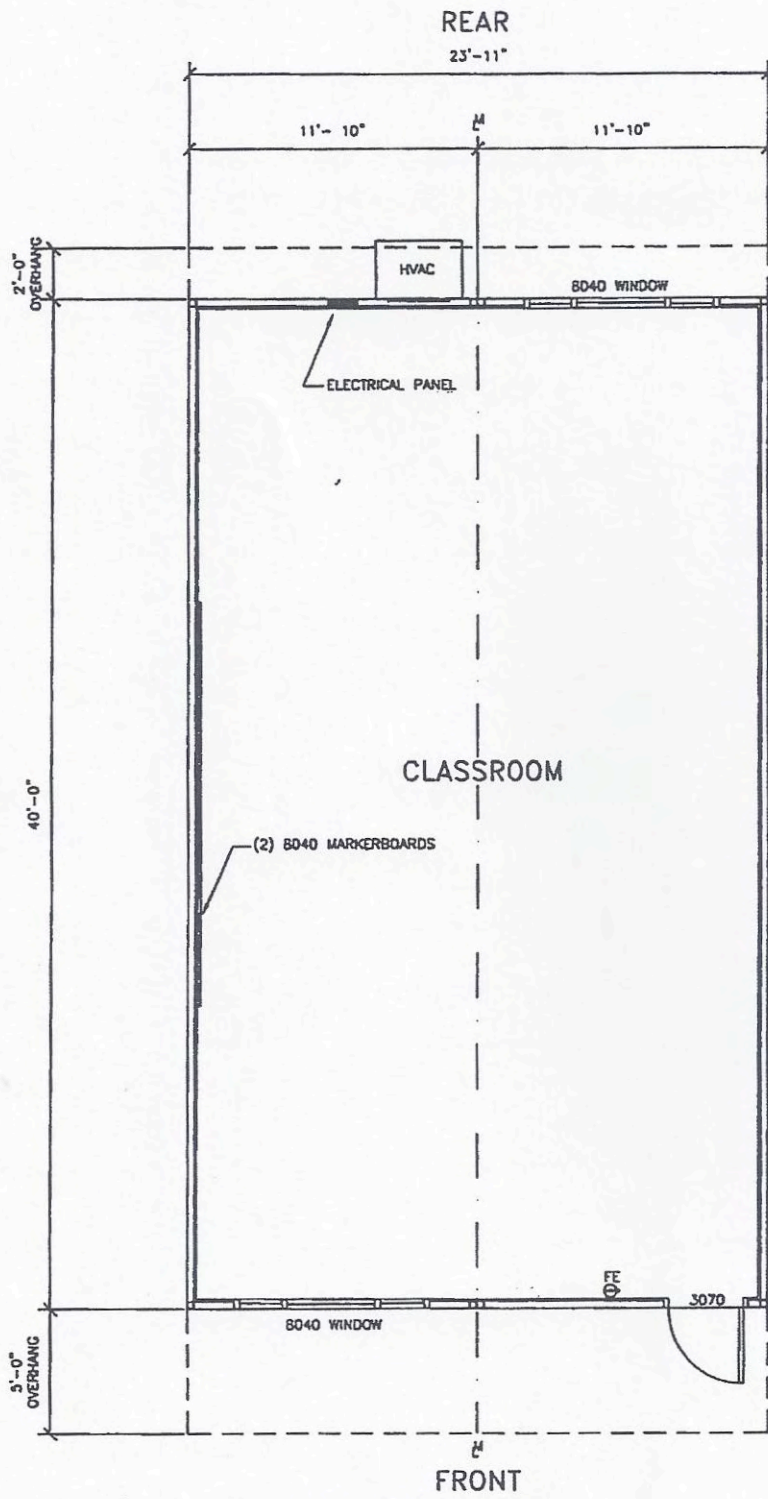 REAR
23'-11"
11'- 10"
11'-10"
2'-0"
OVERHANG
HVAC
8040 WINDOW
ELECTRICAL PANEL
CLASSROOM
40'-0"
(2) 8040 MARKERBOARDS
FE
3070
8040 WINDOW
5'-0"
OVERHANG
FRONT